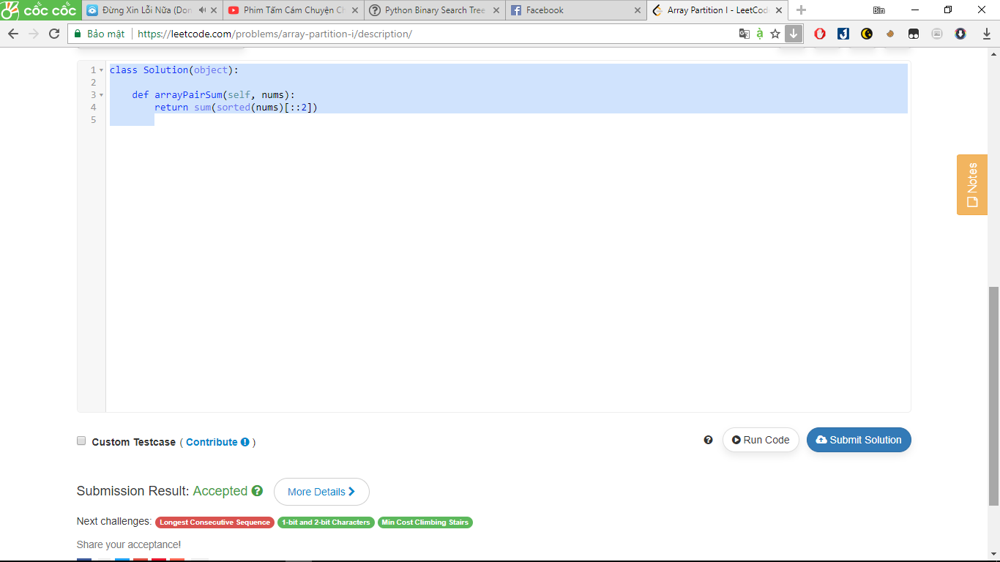 cốc cốc
Đừng Xin Lỗi Nữa (Don
Phim Tấm Cám Chuyện Ch
Python Binary Search Tree
Facebook
Array Partition I - LeetCod
Bin
Bảo mật
https://leetcode.com/problems/array-partition-i/description/
ạ
1 class Solution(object):
2
3 def arrayPairSum(self, nums):
4 return sum(sorted(nums)[::2])
5
Notes
Custom Testcase ( Contribute )
Run Code
Submit Solution
Submission Result: Accepted
More Details
Next challenges: Longest Consecutive Sequence 1-bit and 2-bit Characters Min Cost Climbing Stairs
Share your acceptance!